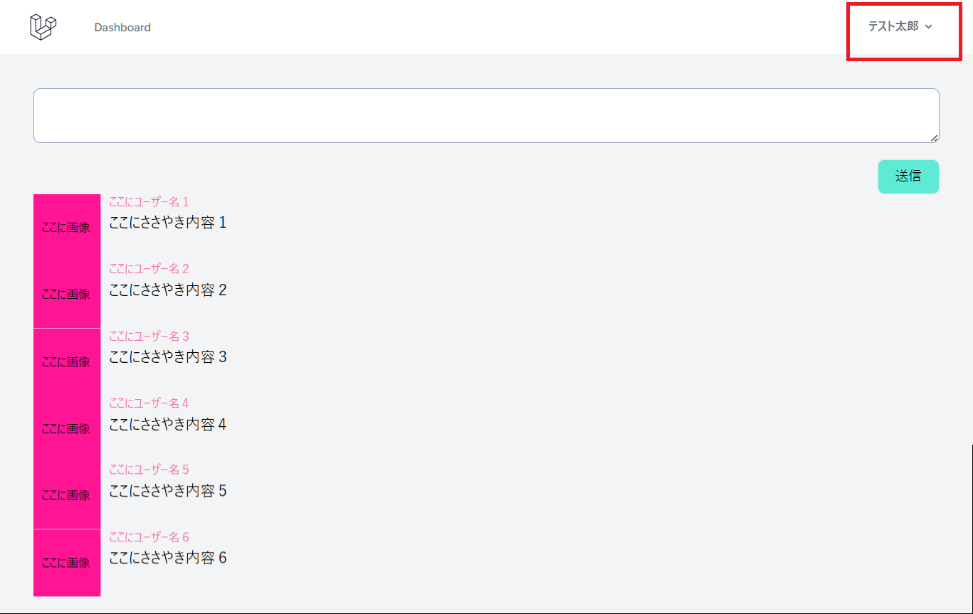 Dashboard
テスト太郎
送信
ここに画像
ここにユーザー名 1
ここにささやき内容 1
ここに画像
ここにユーザー名 2
ここにささやき内容 2
ここに画像
ここにユーザー名 3
ここにささやき内容 3
ここに画像
ここにユーザー名 4
ここにささやき内容 4
ここに画像
ここにユーザー名 5
ここにささやき内容 5
ここに画像
ここにユーザー名 6
ここにささやき内容 6